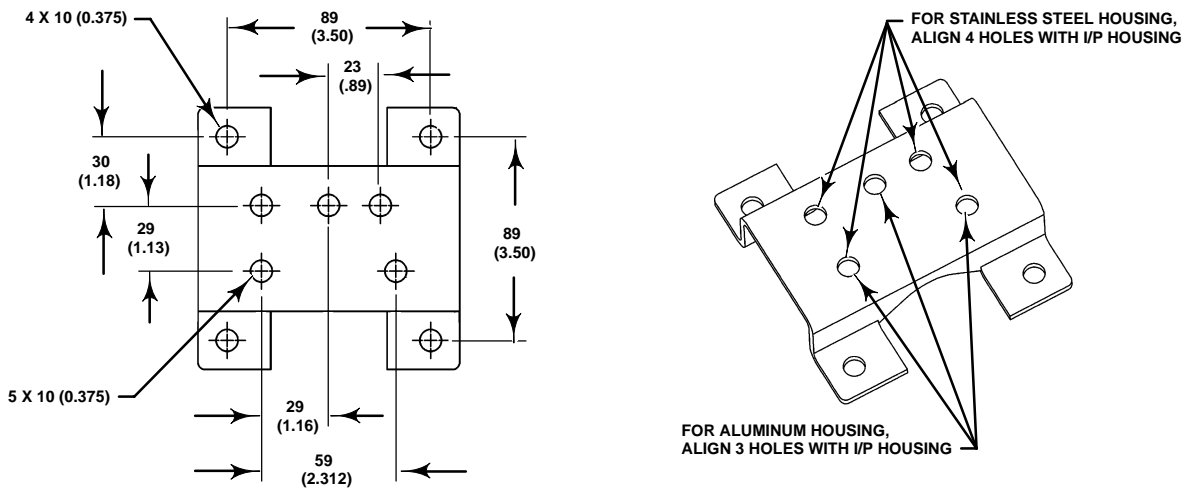 4 X 10 (0.375)
89
(3.50)
23
(.89)
30
(1.18)
29
(1.13)
89
(3.50)
5 X 10 (0.375)
29
(1.16)
59
(2.312)
FOR STAINLESS STEEL HOUSING,
ALIGN 4 HOLES WITH I/P HOUSING
FOR ALUMINUM HOUSING,
ALIGN 3 HOLES WITH I/P HOUSING